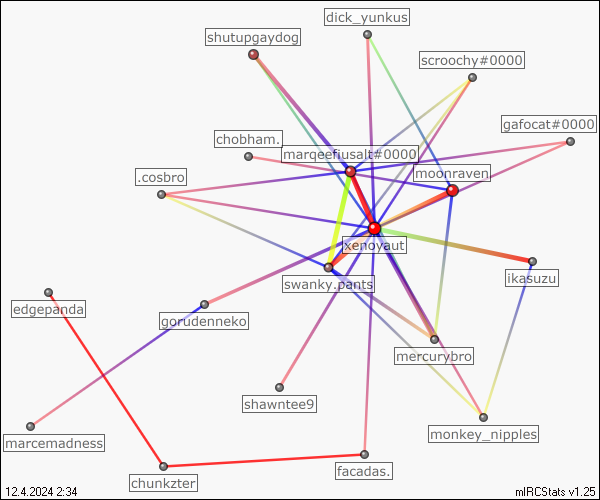 dick_yunkus
shutupgaydog
scroochy#0000
gafocat#0000
chobham.
marqeefiusalt#0000
moonraven
.cosbro
xenoyaut
swanky.pants
ikasuzu
edgepanda
gorudenneko
mercurybro
shawntee9
marcemadness
monkey_nipples
facadas.
chunkzter
12.4.2024 2:34
mIRCStats v1.25